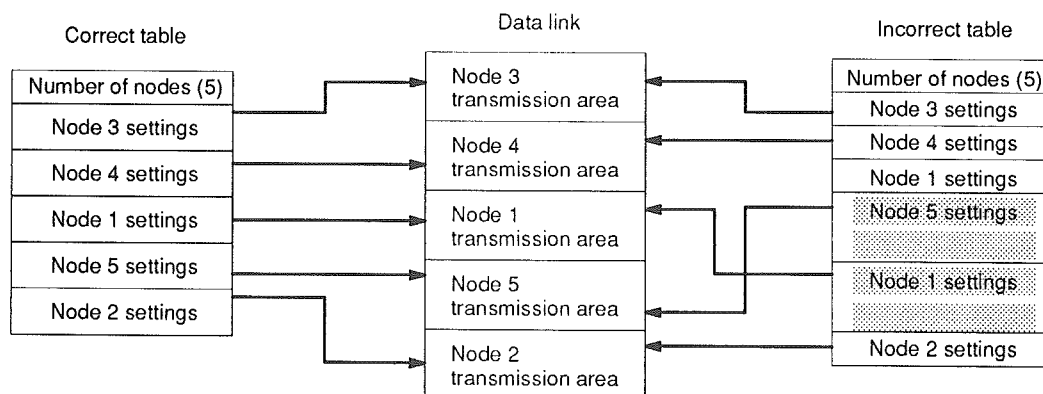 Correct table
Number of nodes (5)
Node 3 settings
Node 4 settings
Node 1 settings
Node 5 settings
Node 2 settings
Data link
Node 3
transmission area
Node 4
transmission area
Node 1
transmission area
Node 5
transmission area
Node 2
transmission area
Incorrect table
Number of nodes (5)
Node 3 settings
Node 4 settings
Node 1 settings
Node 5 settings
Node 1 settings
Node 2 settings